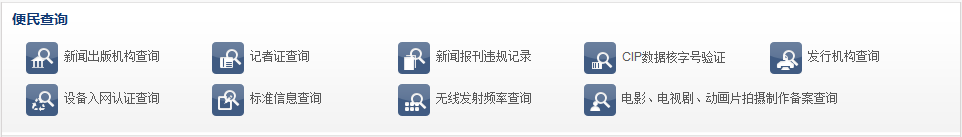 便民查询
新闻出版机构查询 记者证查询 新闻报刊违规记录 CIP数据核字号验证 发行机构查询
设备入网认证查询 标准信息查询 无线发射频率查询 电影、电视剧、动画片拍摄制作备案查询